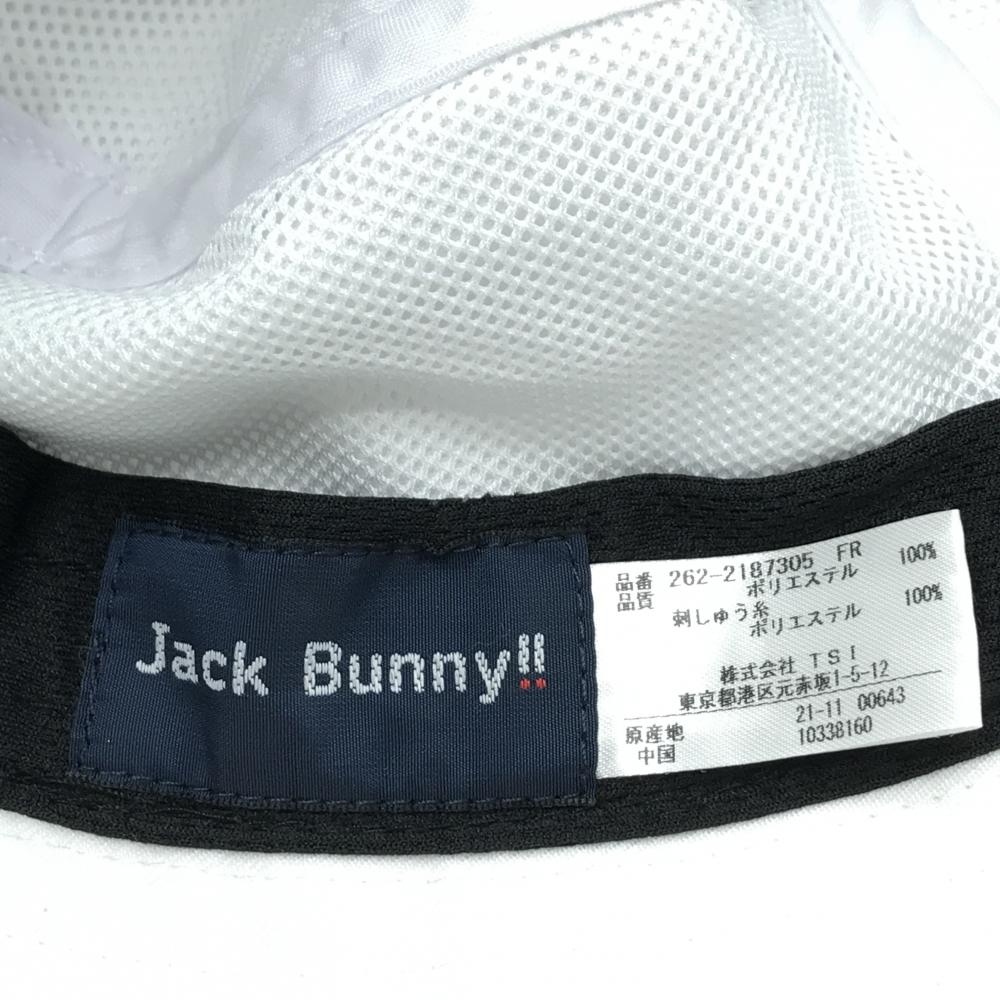 Jack Bunny!!
品番 262-2187305 FR
品質 ポリエステル 100%
刺しゅう糸
ポリエステル 100%
株式会社 TSI
東京都港区元赤坂1-5-12
21-11 00643
原産地 10338160
中国